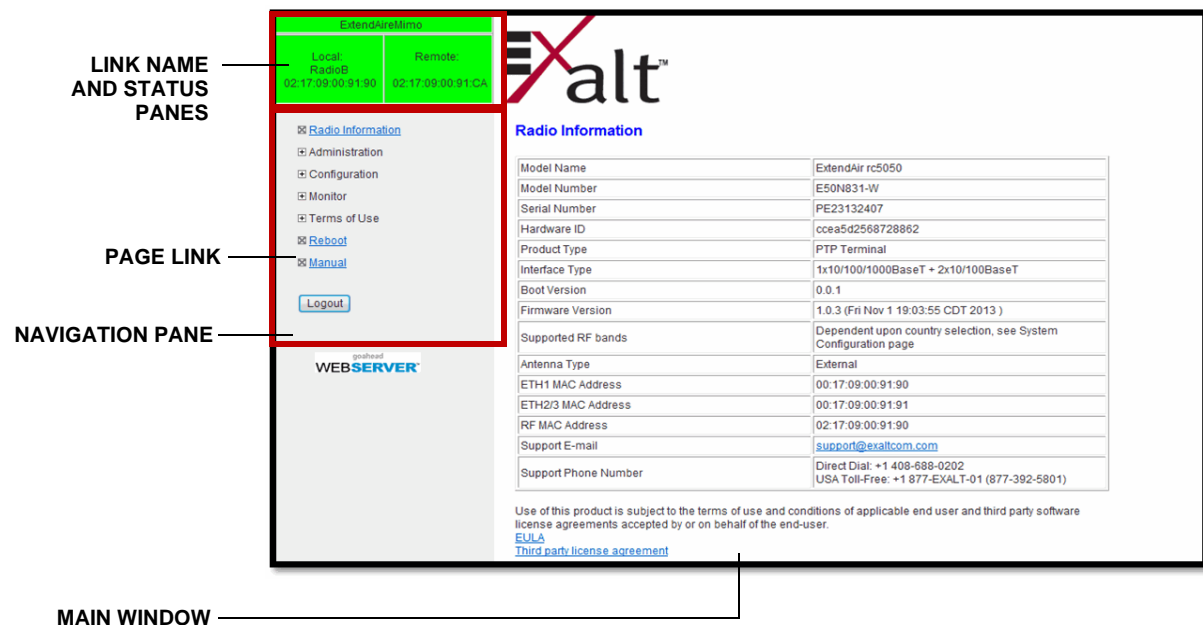 ExtendAireMimo
Local:
RadioB
02:17:09:00:91:90
Remote:
02:17:09:00:91:CA
LINK NAME
AND STATUS
PANES
Exalt™
Radio Information
Administration
Configuration
Monitor
Terms of Use
Reboot
Manual
Logout
PAGE LINK
NAVIGATION PANE
goahead
WEBSERVER
Radio Information
Model Name ExtendAir rc5050
Model Number E50N831-W
Serial Number PE23132407
Hardware ID ccea5d2568728862
Product Type PTP Terminal
Interface Type 1x10/100/1000BaseT + 2x10/100BaseT
Boot Version 0.0.1
Firmware Version 1.0.3 (Fri Nov 1 19:03:55 CDT 2013 )
Supported RF bands Dependent upon country selection, see System
Configuration page
Antenna Type External
ETH1 MAC Address 00:17:09:00:91:90
ETH2/3 MAC Address 00:17:09:00:91:91
RF MAC Address 02:17:09:00:91:90
Support E-mail support@exaltcom.com
Support Phone Number Direct Dial: +1 408-688-0202
USA Toll-Free: +1 877-EXALT-01 (877-392-5801)
Use of this product is subject to the terms of use and conditions of applicable end user and third party software
license agreements accepted by or on behalf of the end-user.
EULA
Third party license agreement
MAIN WINDOW